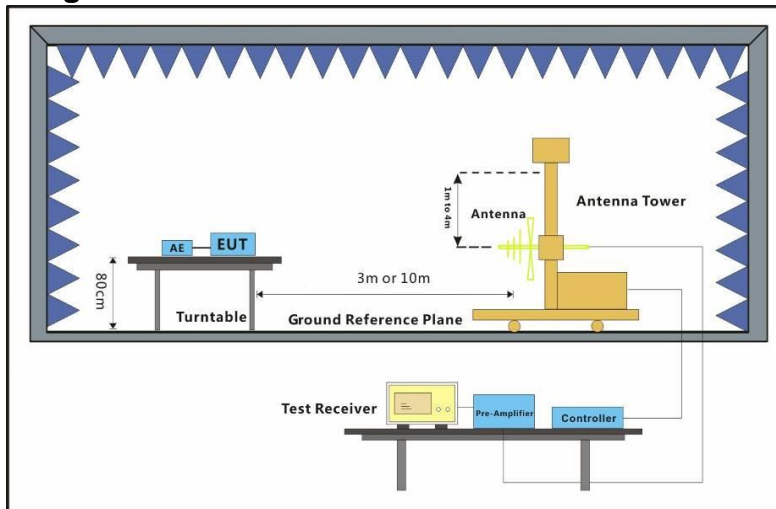 1m to 4m
Antenna
Antenna Tower
AE
EUT
80cm
3m or 10m
Turntable
Ground Reference Plane
Test Receiver
Pre-Amplifier
Controller